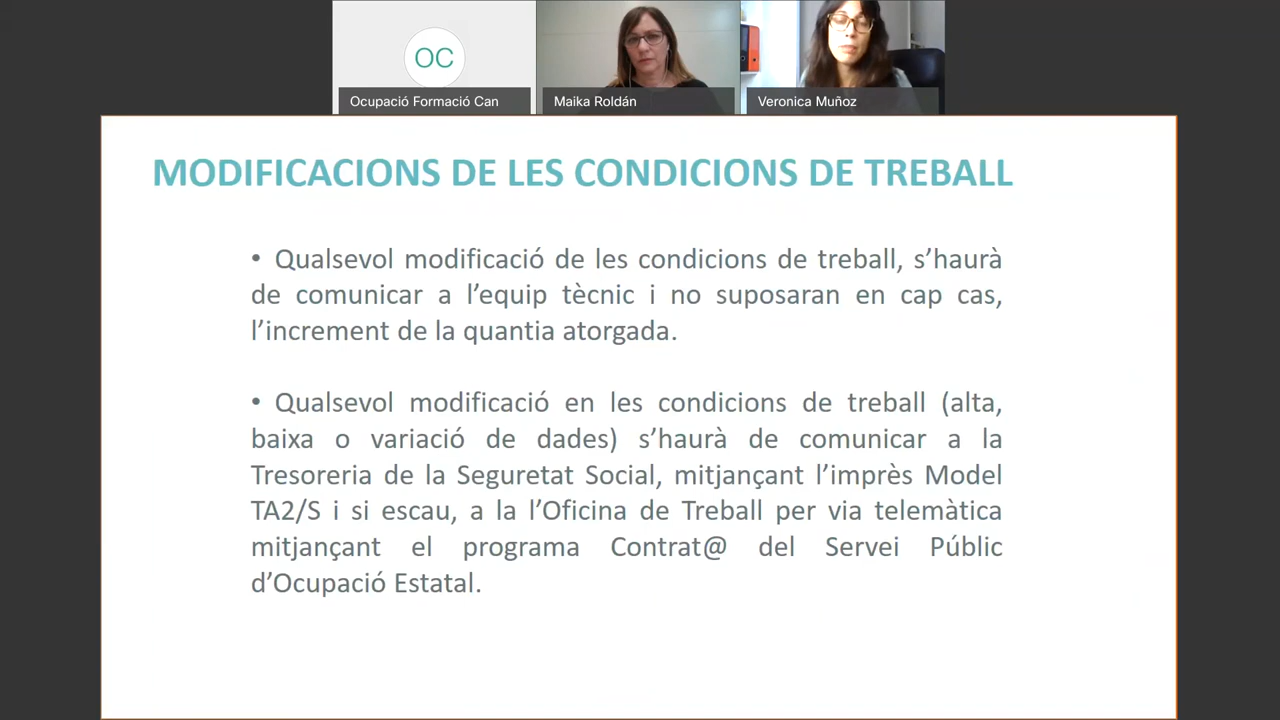 OC
Ocupació Formació Can
Maika Roldán
Veronica Muñoz
MODIFICACIONS DE LES CONDICIONS DE TREBALL
• Qualsevol modificació de les condicions de treball, s’haurà
de comunicar a l’equip tècnic i no suposaran en cap cas,
l’increment de la quantia atorgada.
• Qualsevol modificació en les condicions de treball (alta,
baixa o variació de dades) s’haurà de comunicar a la
Tresoreria de la Seguretat Social, mitjançant l’imprès Model
TA2/S i si escau, a la l’Oficina de Treball per via telemàtica
mitjançant el programa Contrat@ del Servei Públic
d’Ocupació Estatal.